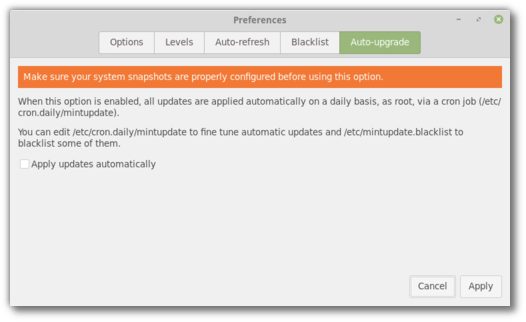 Preferences
Options Levels Auto-refresh Blacklist Auto-upgrade
Make sure your system snapshots are properly configured before using this option.
When this option is enabled, all updates are applied automatically on a daily basis, as root, via a cron job (/etc/
cron.daily/mintupdate).
You can edit /etc/cron.daily/mintupdate to fine tune automatic updates and /etc/mintupdate.blacklist to
blacklist some of them.
Apply updates automatically
Cancel Apply